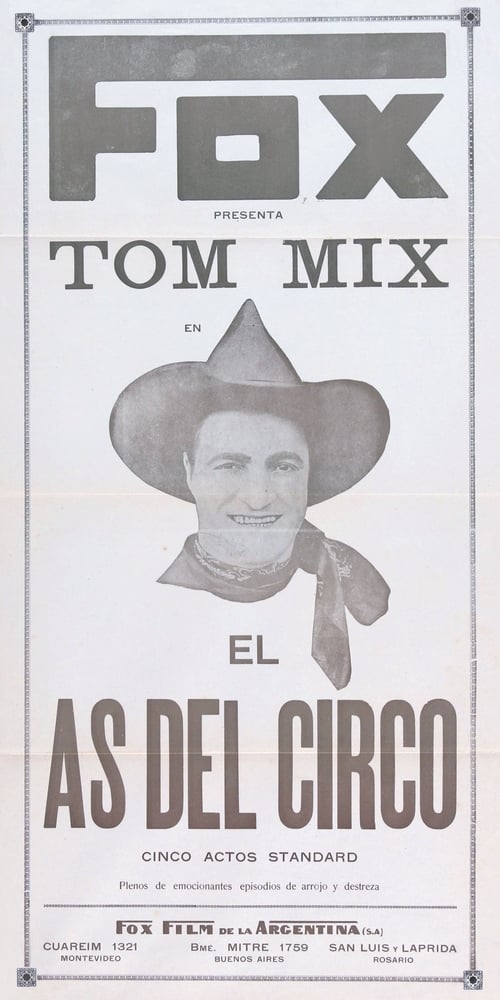 FOX
PRESENTA
TOM MIX
EN
EL
AS DEL CIRCO
CINCO ACTOS STANDARD
Plenos de emocionantes episodios de arrojo y destreza
FOX FILM DE LA ARGENTINA (S.A)
CUAREIM 1321 BME. MITRE 1759 SAN LUIS Y LAPRIDA
MONTEVIDEO BUENOS AIRES ROSARIO